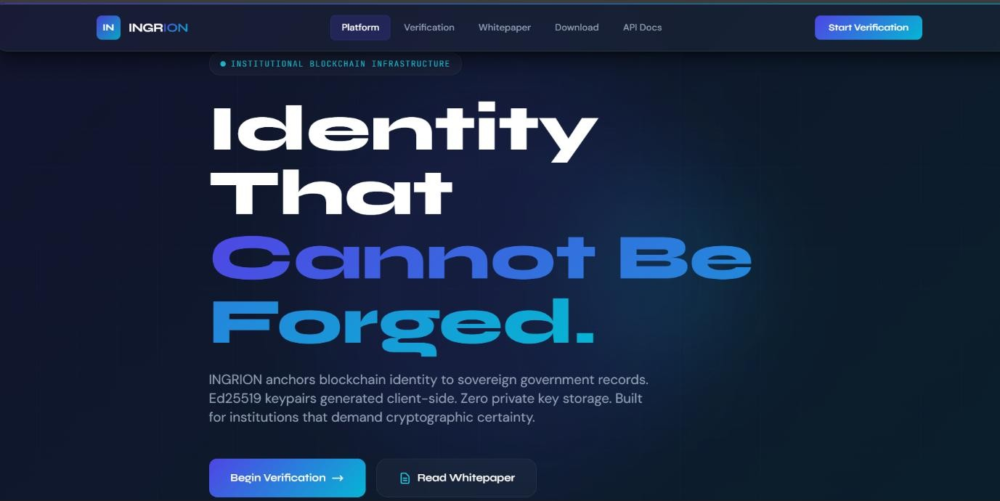 IN INGRION Platform Verification Whitepaper Download API Docs Start Verification
INSTITUTIONAL BLOCKCHAIN INFRASTRUCTURE
Identity
That
Cannot Be
Forged.
INGRION anchors blockchain identity to sovereign government records.
Ed25519 keypairs generated client-side. Zero private key storage. Built
for institutions that demand cryptographic certainty.
Begin Verification → Read Whitepaper